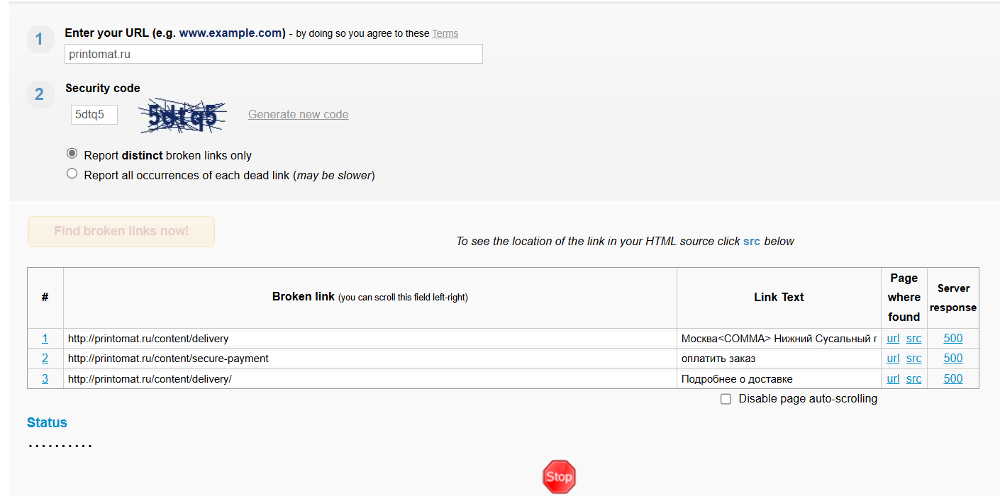 1
Enter your URL (e.g. www.example.com) - by doing so you agree to these Terms
printomat.ru
2
Security code
5dtq5 5dtq5 Generate new code
Report distinct broken links only
Report all occurrences of each dead link (may be slower)
Find broken links now!
To see the location of the link in your HTML source click src below
# Broken link (you can scroll this field left-right) Link Text Page where found Server response
1 http://printomat.ru/content/delivery Москва<COMMA> Нижний Сусальный url src 500
2 http://printomat.ru/content/secure-payment оплатить заказ url src 500
3 http://printomat.ru/content/delivery/ Подробнее о доставке url src 500
Disable page auto-scrolling
Status
..........
Stop